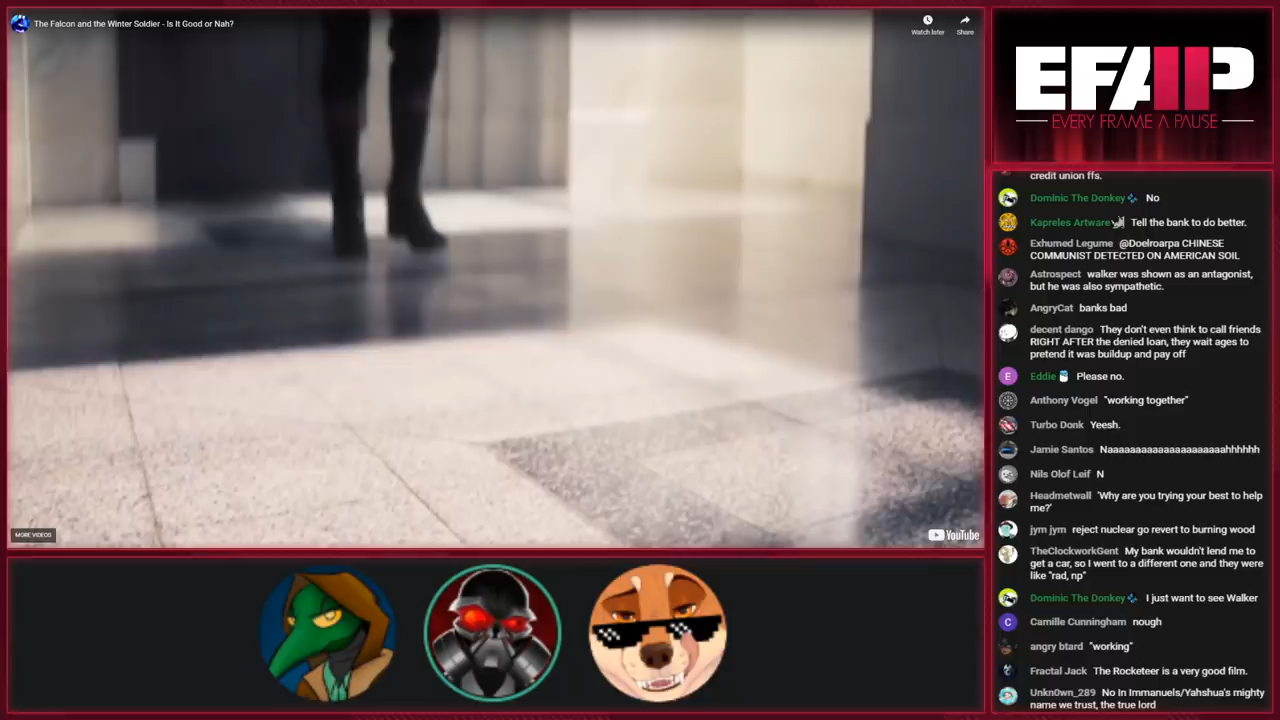 The Falcon and the Winter Soldier - Is It Good or Nah?
Watch later
Share
MORE VIDEOS
YouTube
EFAP
EVERY FRAME A PAUSE
credit union ffs.
Dominic The Donkey No
Kapreles Artware Tell the bank to do better.
Exhumed Legume @Doelroarpa CHINESE
COMMUNIST DETECTED ON AMERICAN SOIL
Astrospect walker was shown as an antagonist,
but he was also sympathetic.
AngryCat banks bad
decent dango They don't even think to call friends
RIGHT AFTER the denied loan, they wait ages to
pretend it was buildup and pay off
E
Eddie Please no.
Anthony Vogel "working together"
Turbo Donk Yeesh.
Jamie Santos Naaaaaaaaaaaaaaaaaaaaahhhhhh
Nils Olof Leif N
Headmetwall 'Why are you trying your best to help
me?'
jym jym reject nuclear go revert to burning wood
TheClockworkGent My bank wouldn't lend me to
get a car, so I went to a different one and they were
like "rad, np"
Dominic The Donkey I just want to see Walker
C
Camille Cunningham nough
angry btard "working"
Fractal Jack The Rocketeer is a very good film.
Unkn0wn_289 No In Immanuels/Yahshua's mighty
name we trust, the true lord